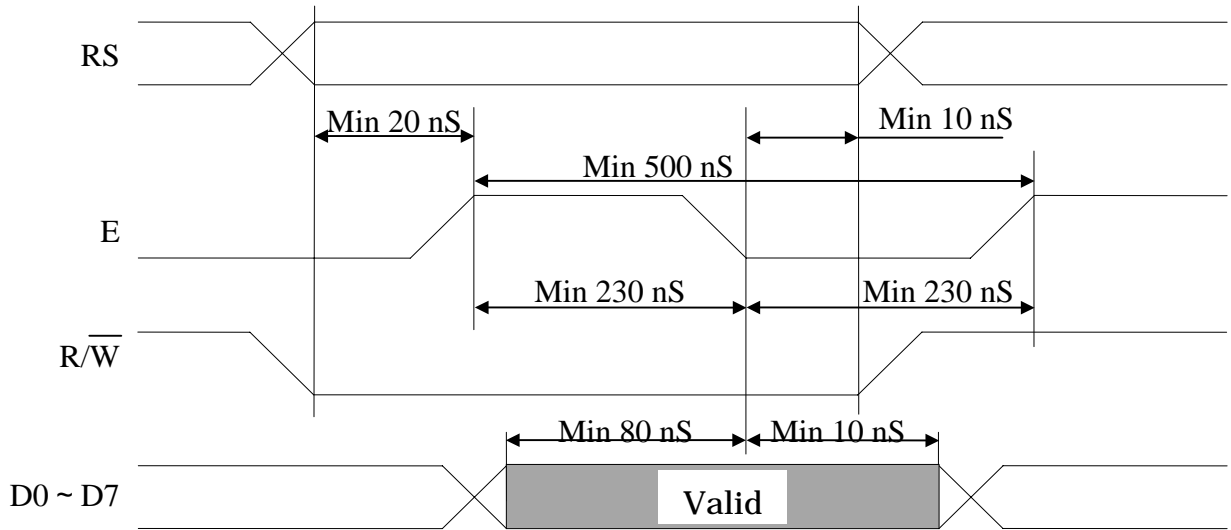 RS
Min 20 nS
Min 10 nS
Min 500 nS
E
Min 230 nS
Min 230 nS
R/W̅
Min 80 nS
Min 10 nS
D0 ~ D7
Valid